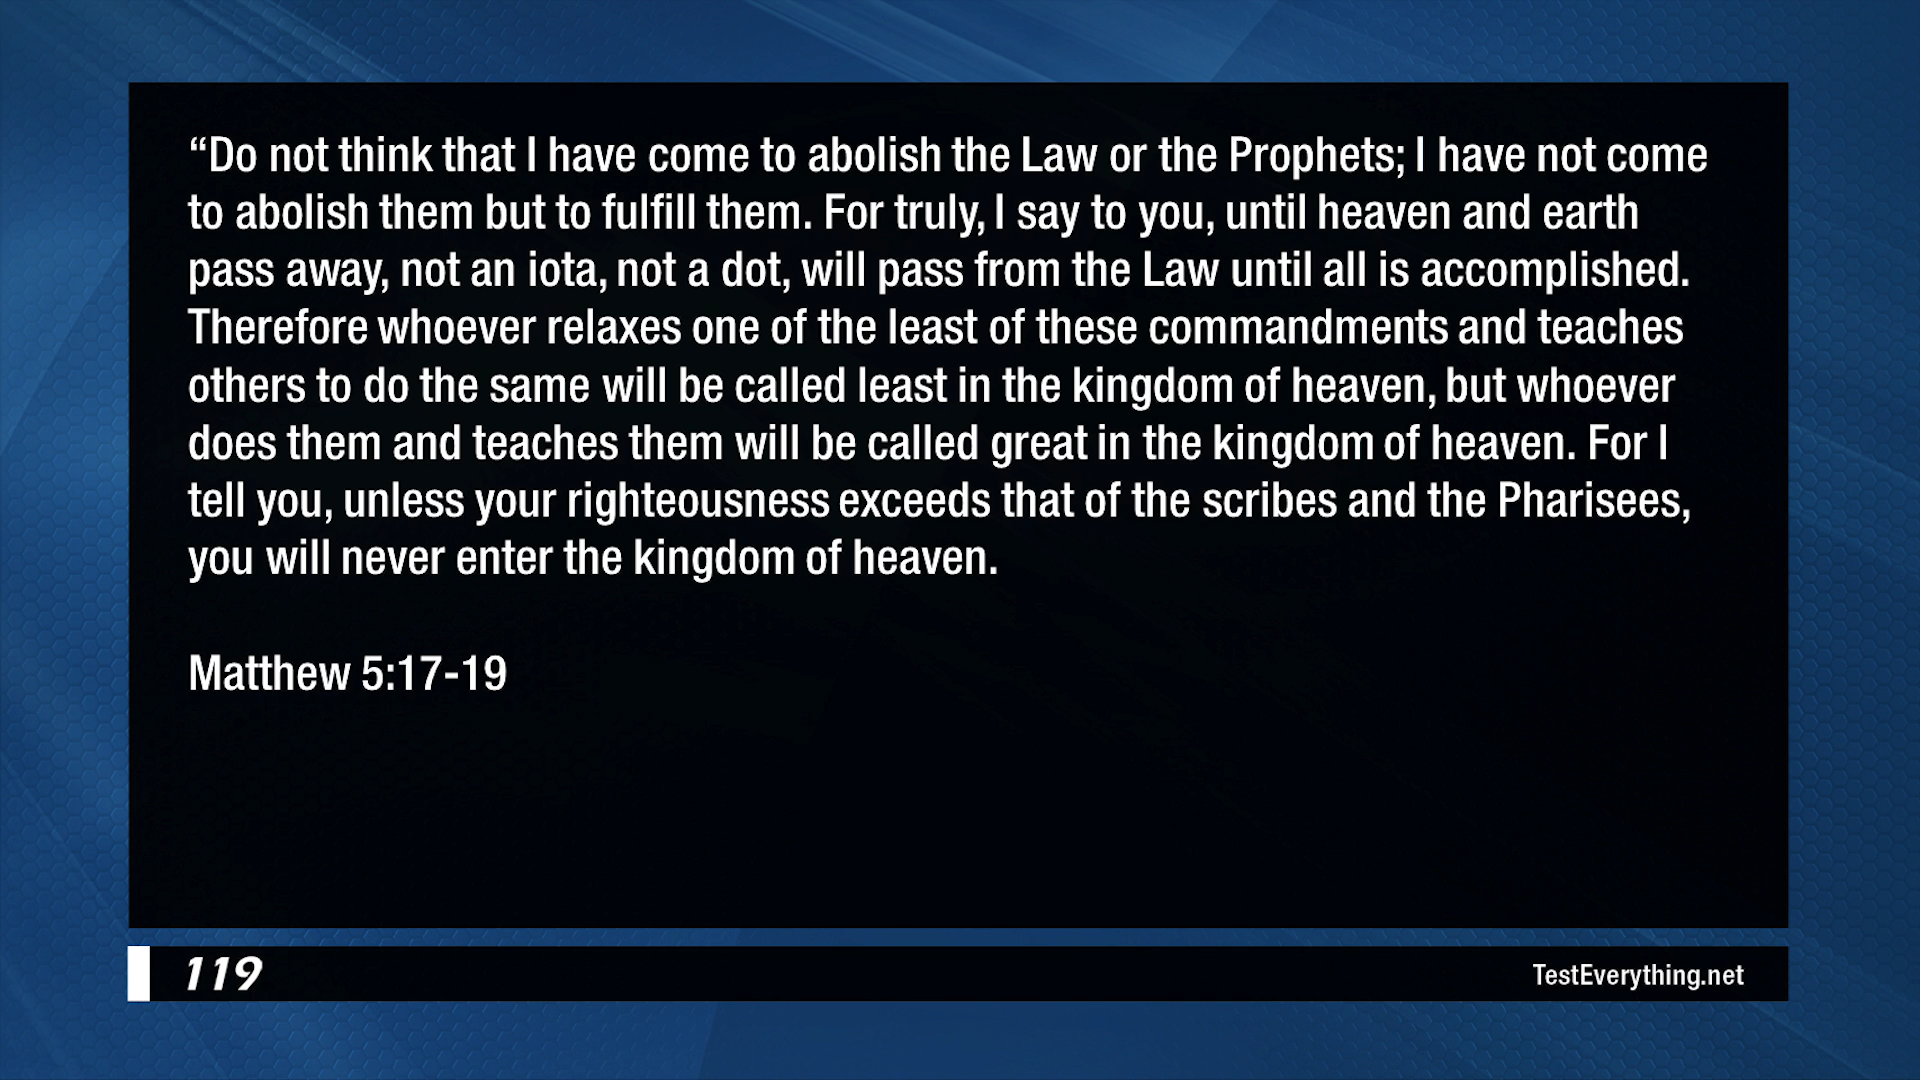 “Do not think that I have come to abolish the Law or the Prophets; I have not come
to abolish them but to fulfill them. For truly, I say to you, until heaven and earth
pass away, not an iota, not a dot, will pass from the Law until all is accomplished.
Therefore whoever relaxes one of the least of these commandments and teaches
others to do the same will be called least in the kingdom of heaven, but whoever
does them and teaches them will be called great in the kingdom of heaven. For I
tell you, unless your righteousness exceeds that of the scribes and the Pharisees,
you will never enter the kingdom of heaven.
Matthew 5:17-19
119
TestEverything.net